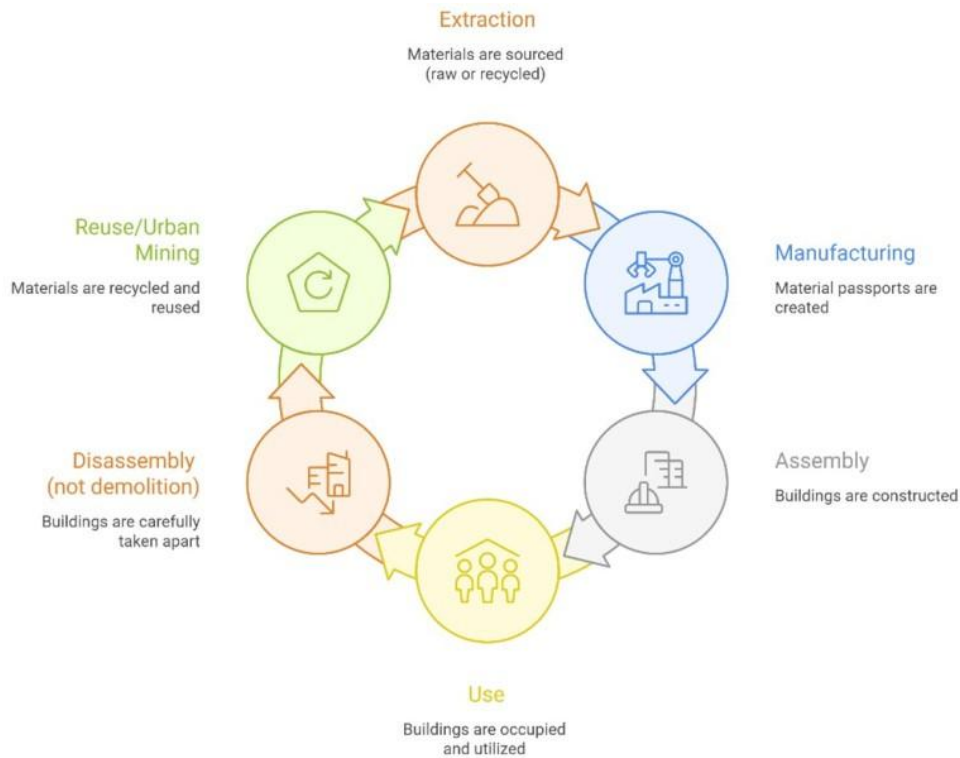 Extraction
Materials are sourced
(raw or recycled)
Manufacturing
Material passports are
created
Assembly
Buildings are constructed
Use
Buildings are occupied
and utilized
Disassembly
(not demolition)
Buildings are carefully
taken apart
Reuse/Urban
Mining
Materials are recycled and
reused